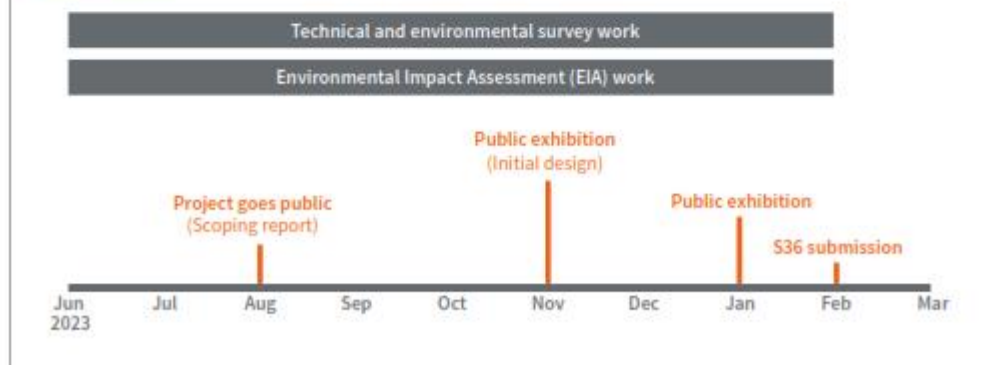 Technical and environmental survey work
Environmental Impact Assessment (EIA) work
Public exhibition
(Initial design)
Project goes public
(Scoping report)
Public exhibition
S36 submission
Jun Jul Aug Sep Oct Nov Dec Jan Feb Mar
2023